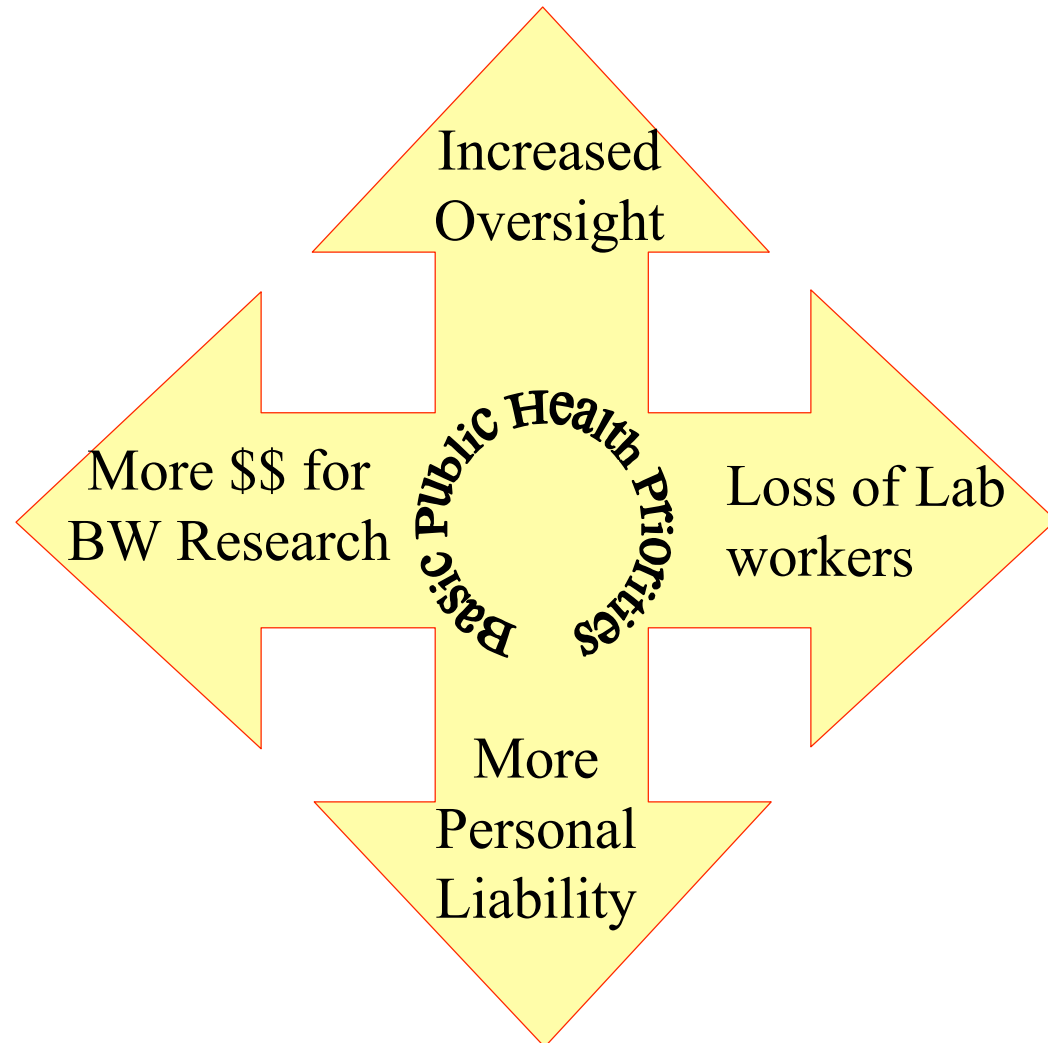 Increased
Oversight
More $$ for
BW Research
Basic Public Health Priorities
Loss of Lab
workers
More
Personal
Liability